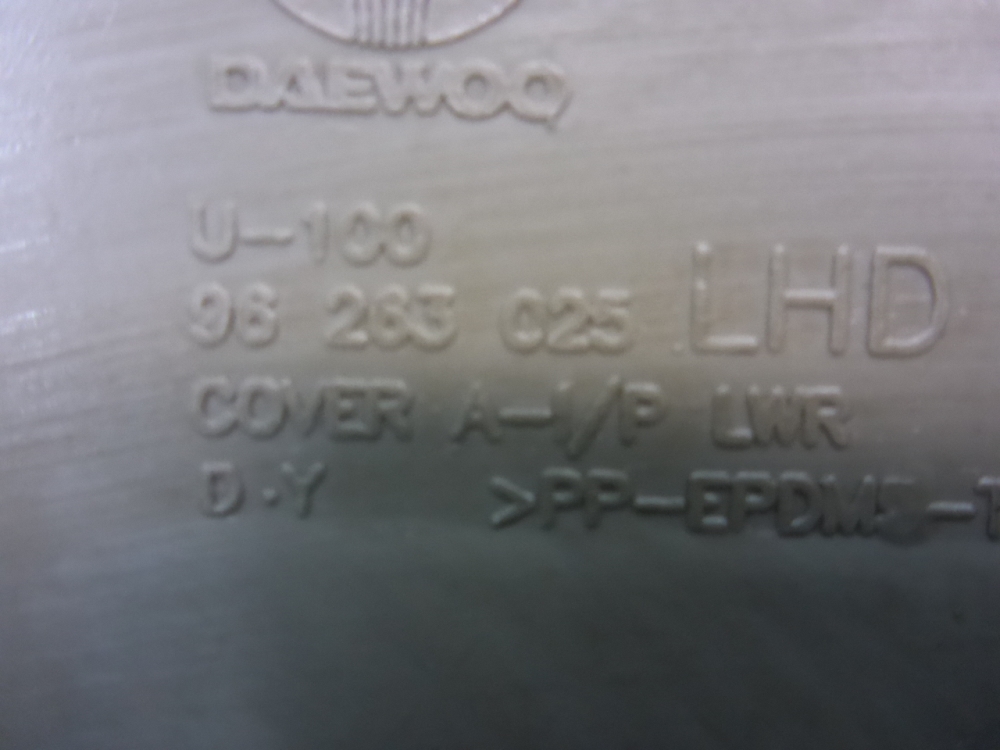 DAEWOO
U-100
96 263 025 LHD
COVER A-I/P LWR
D.Y >PP-EPDM